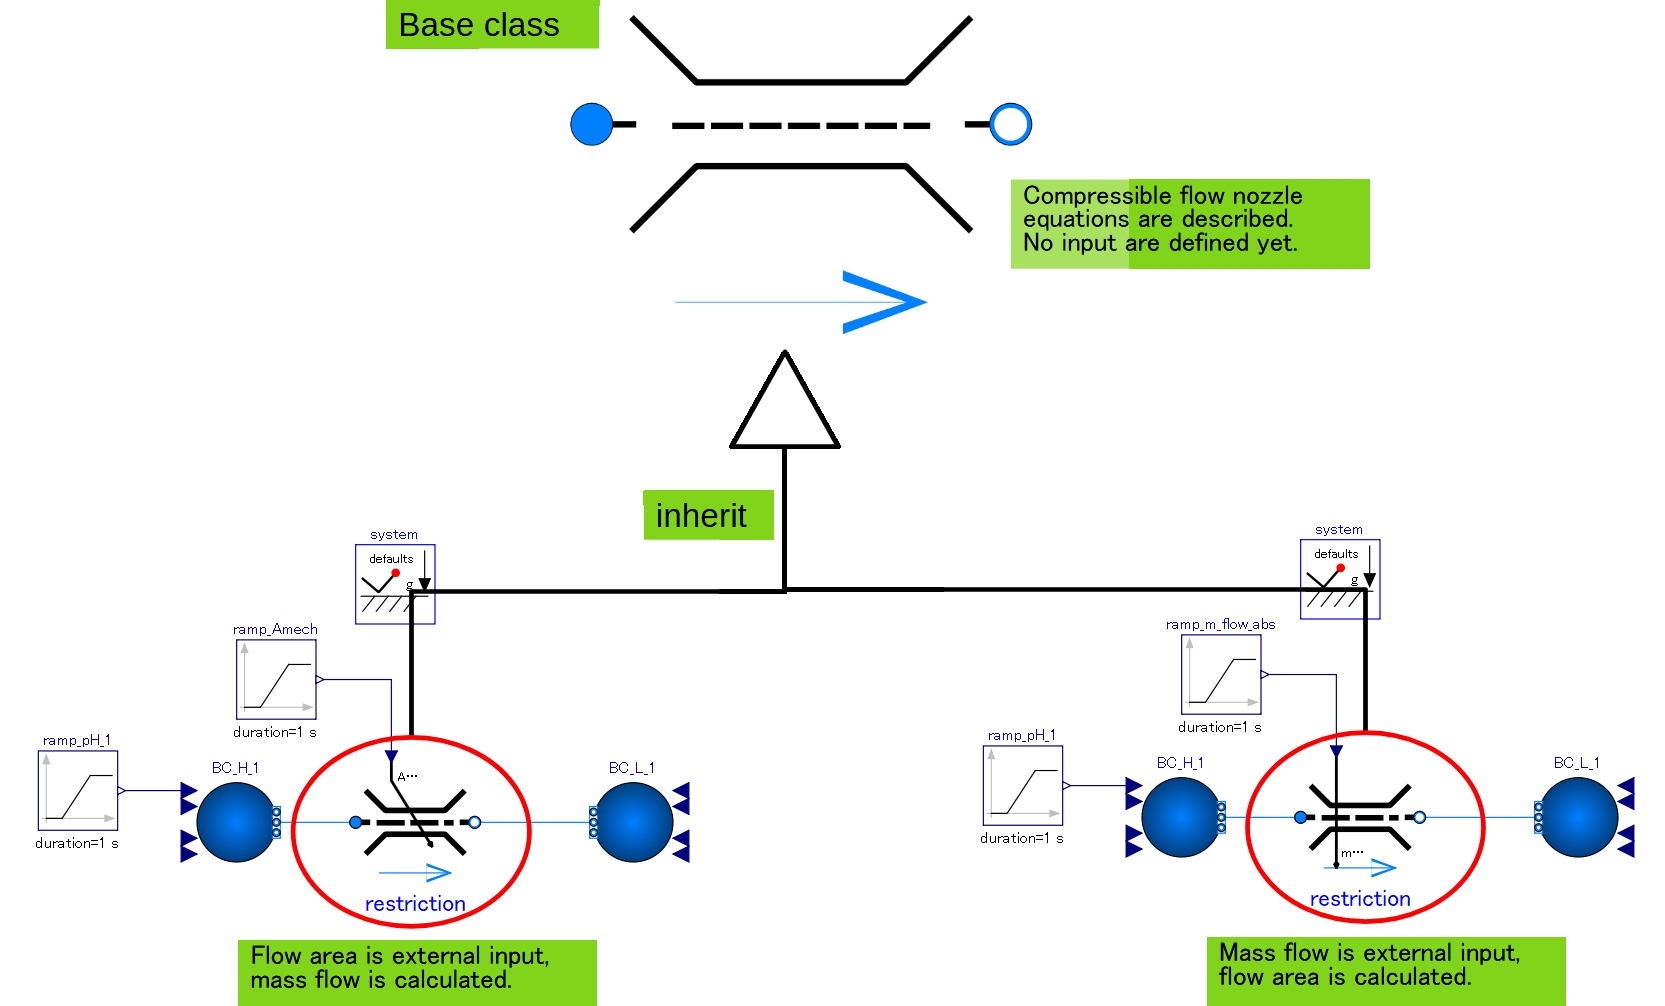 Base class
Compressible flow nozzle
equations are described.
No input are defined yet.
inherit
system
defaults
g
ramp_Amech
duration=1 s
ramp_pH_1
duration=1 s
BC_H_1
A···
BC_L_1
restriction
Flow area is external input,
mass flow is calculated.
system
defaults
g
ramp_m_flow_abs
duration=1 s
ramp_pH_1
duration=1 s
BC_H_1
m···
BC_L_1
restriction
Mass flow is external input,
flow area is calculated.